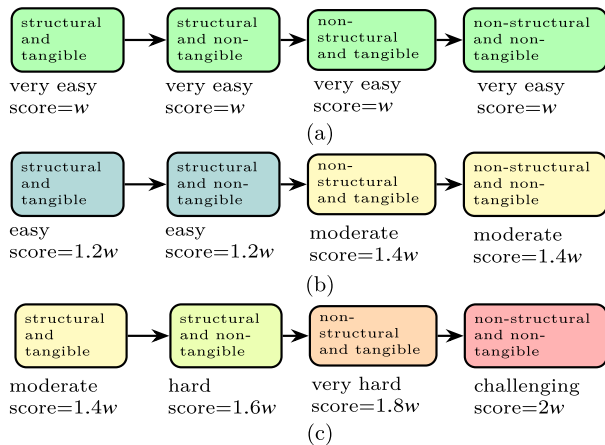 structural
and
tangible
structural
and non-
tangible
non-
structural
and tangible
non-structural
and non-
tangible
very easy
score=w
very easy
score=w
very easy
score=w
very easy
score=w
(a)
structural
and
tangible
structural
and non-
tangible
non-
structural
and tangible
non-structural
and non-
tangible
easy
score=1.2w
easy
score=1.2w
moderate
score=1.4w
moderate
score=1.4w
(b)
structural
and
tangible
structural
and non-
tangible
non-
structural
and tangible
non-structural
and non-
tangible
moderate
score=1.4w
hard
score=1.6w
very hard
score=1.8w
challenging
score=2w
(c)